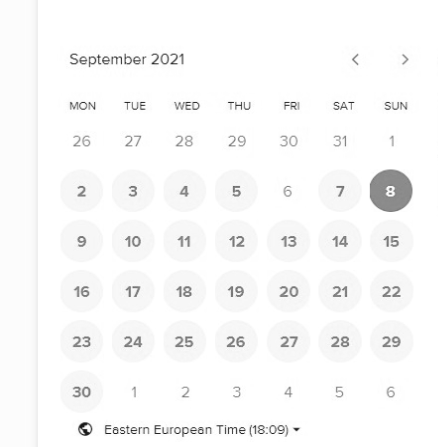 September 2021
MON TUE WED THU FRI SAT SUN
26 27 28 29 30 31 1
2 3 4 5 6 7 8
9 10 11 12 13 14 15
16 17 18 19 20 21 22
23 24 25 26 27 28 29
30 1 2 3 4 5 6
Eastern European Time (18:09)